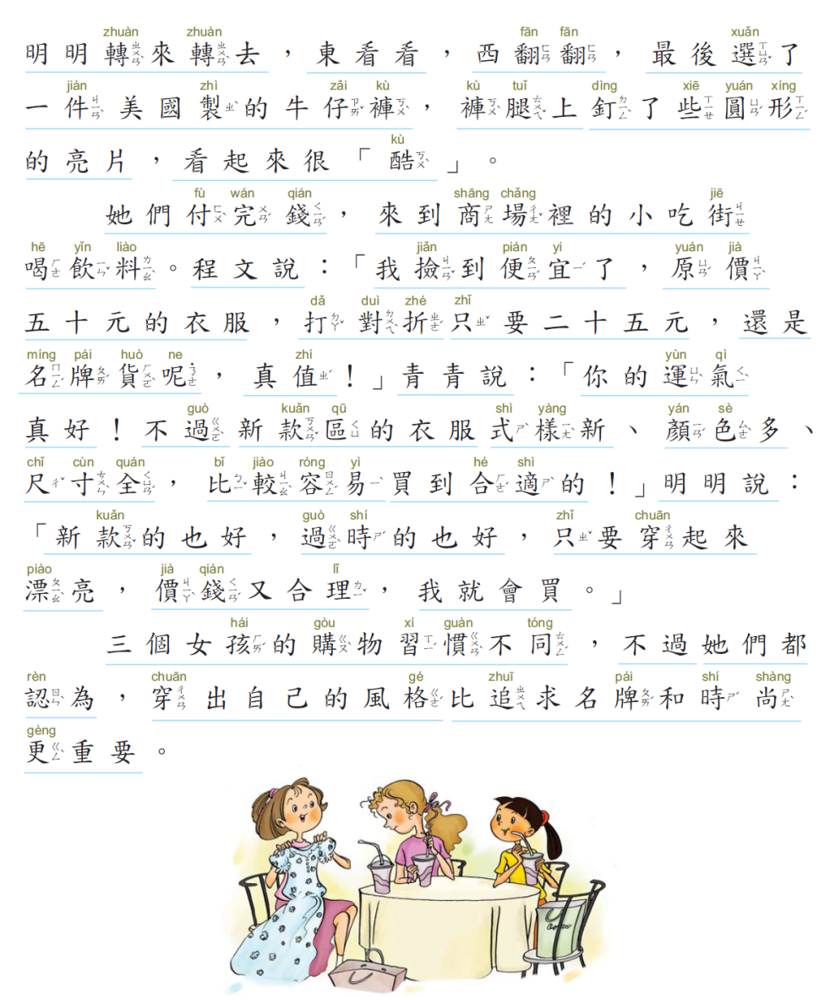 明明轉來轉去，東看看，西翻翻，最後選了
一件美國製的牛仔褲，褲腿上釘了些圓形
的亮片，看起來很「酷」。
她們付完錢，來到商場裡的小吃街
喝飲料。程文說：「我撿到便宜了，原價
五十元的衣服，打對折只要二十五元，還是
名牌貨呢，真值！」青青說：「你的運氣
真好！不過新款區的衣服式樣新、顏色多、
尺寸全，比較容易買到合適的！」明明說：
「新款的也好，過時的也好，只要穿起來
漂亮，價錢又合理，我就會買。」
三個女孩的購物習慣不同，不過她們都
認為，穿出自己的風格比追求名牌和時尚
更重要。